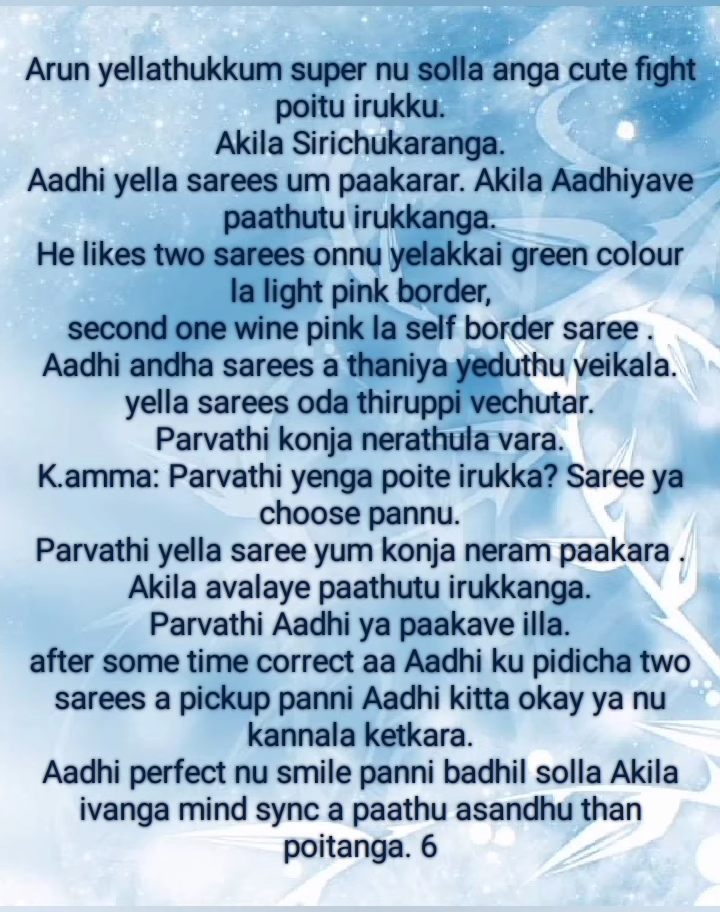 Arun yellathukkum super nu solla anga cute fight
poitu irukku.
Akila Sirichukaranga.
Aadhi yella sarees um paakarar. Akila Aadhiyave
paathutu irukkanga.
He likes two sarees onnu yelakkai green colour
la light pink border,
second one wine pink la self border saree .
Aadhi andha sarees a thaniya yeduthu veikala.
yella sarees oda thiruppi vechutar.
Parvathi konja nerathula vara.
K.amma: Parvathi yenga poite irukka? Saree ya
choose pannu.
Parvathi yella saree yum konja neram paakara .
Akila avalaye paathutu irukkanga.
Parvathi Aadhi ya paakave illa.
after some time correct aa Aadhi ku pidicha two
sarees a pickup panni Aadhi kitta okay ya nu
kannala ketkara.
Aadhi perfect nu smile panni badhil solla Akila
ivanga mind sync a paathu asandhu than
poitanga. 6